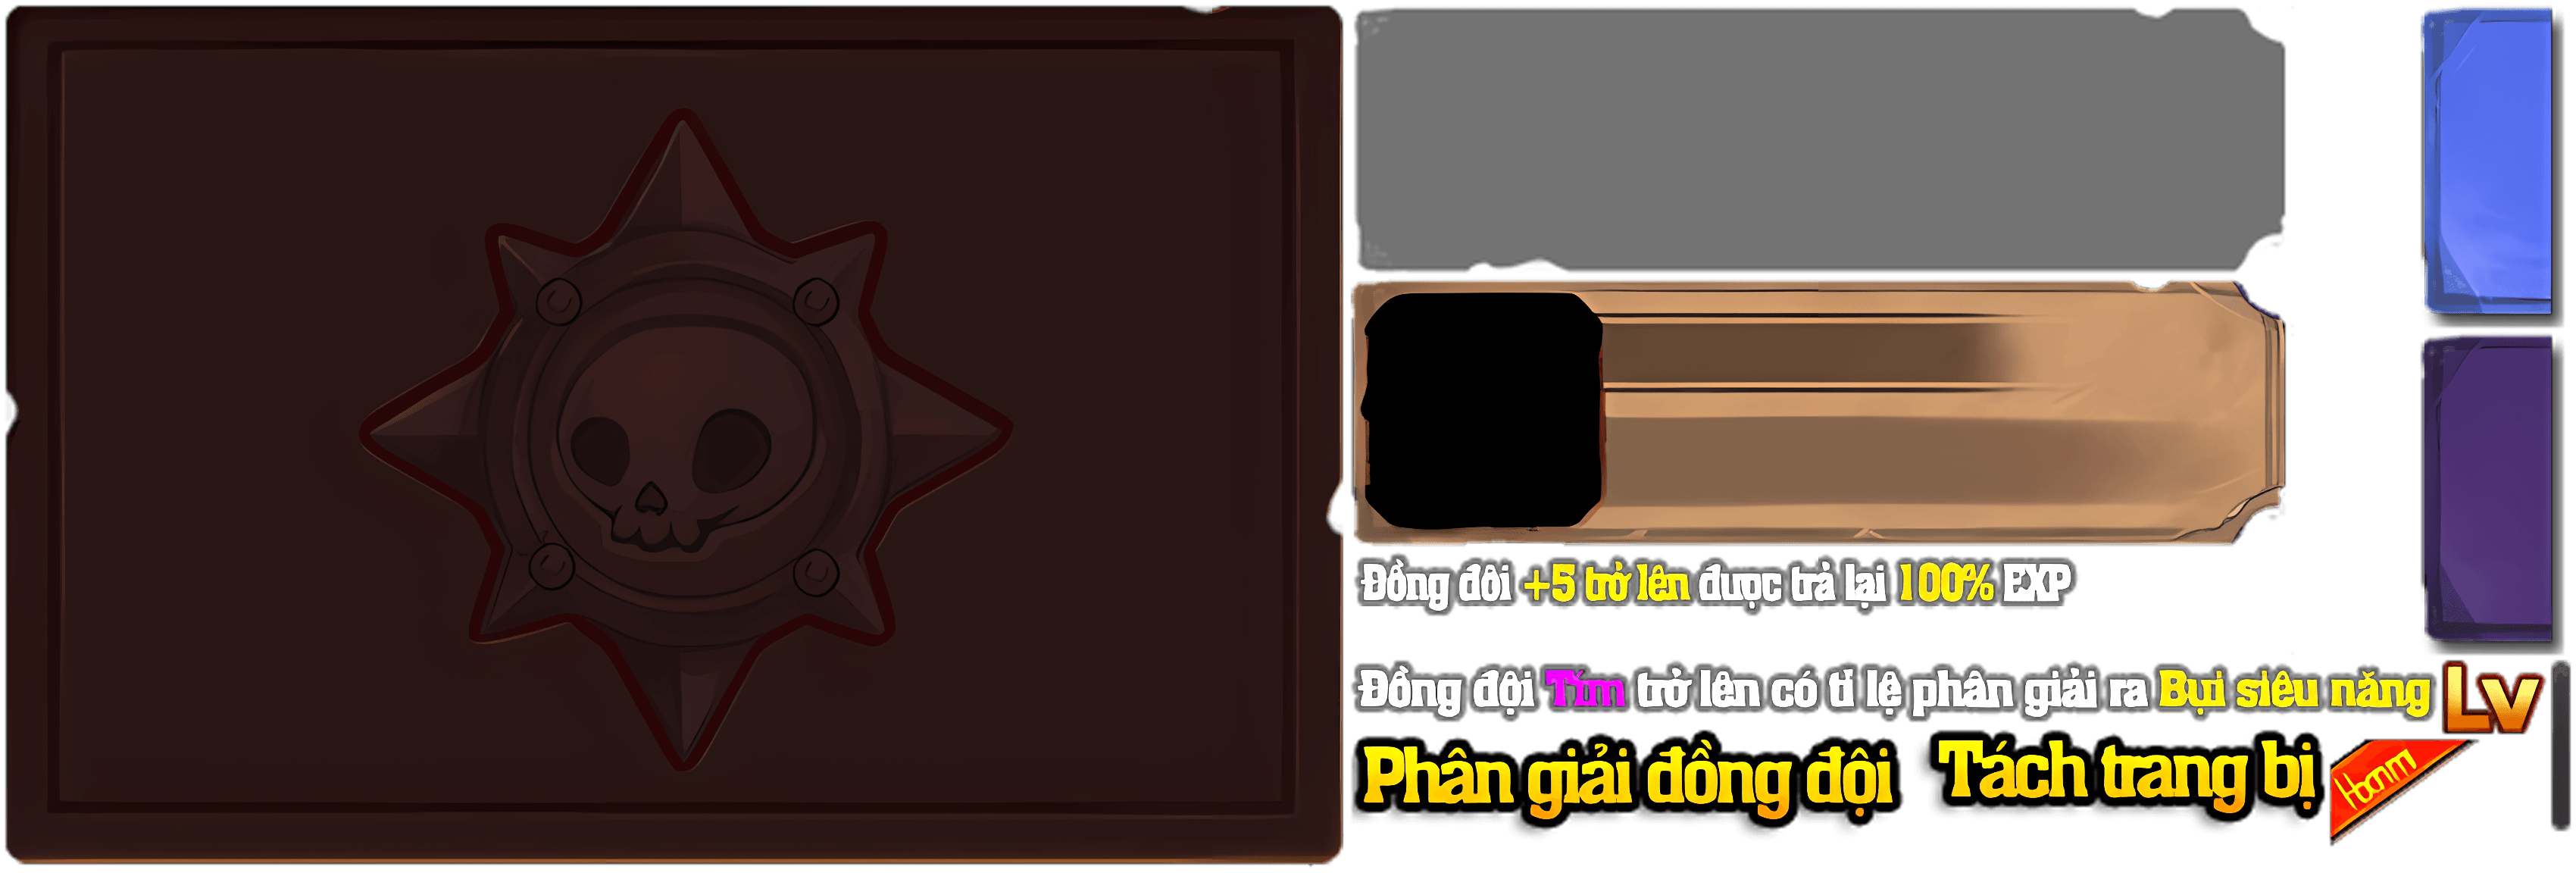 Đồng đôi +5 trở lên được trả lại 100% EXP
Đồng đội Tím trở lên có tỉ lệ phân giải ra Bụi siêu năng
Lv
Phân giải đồng đội
Tách trang bị